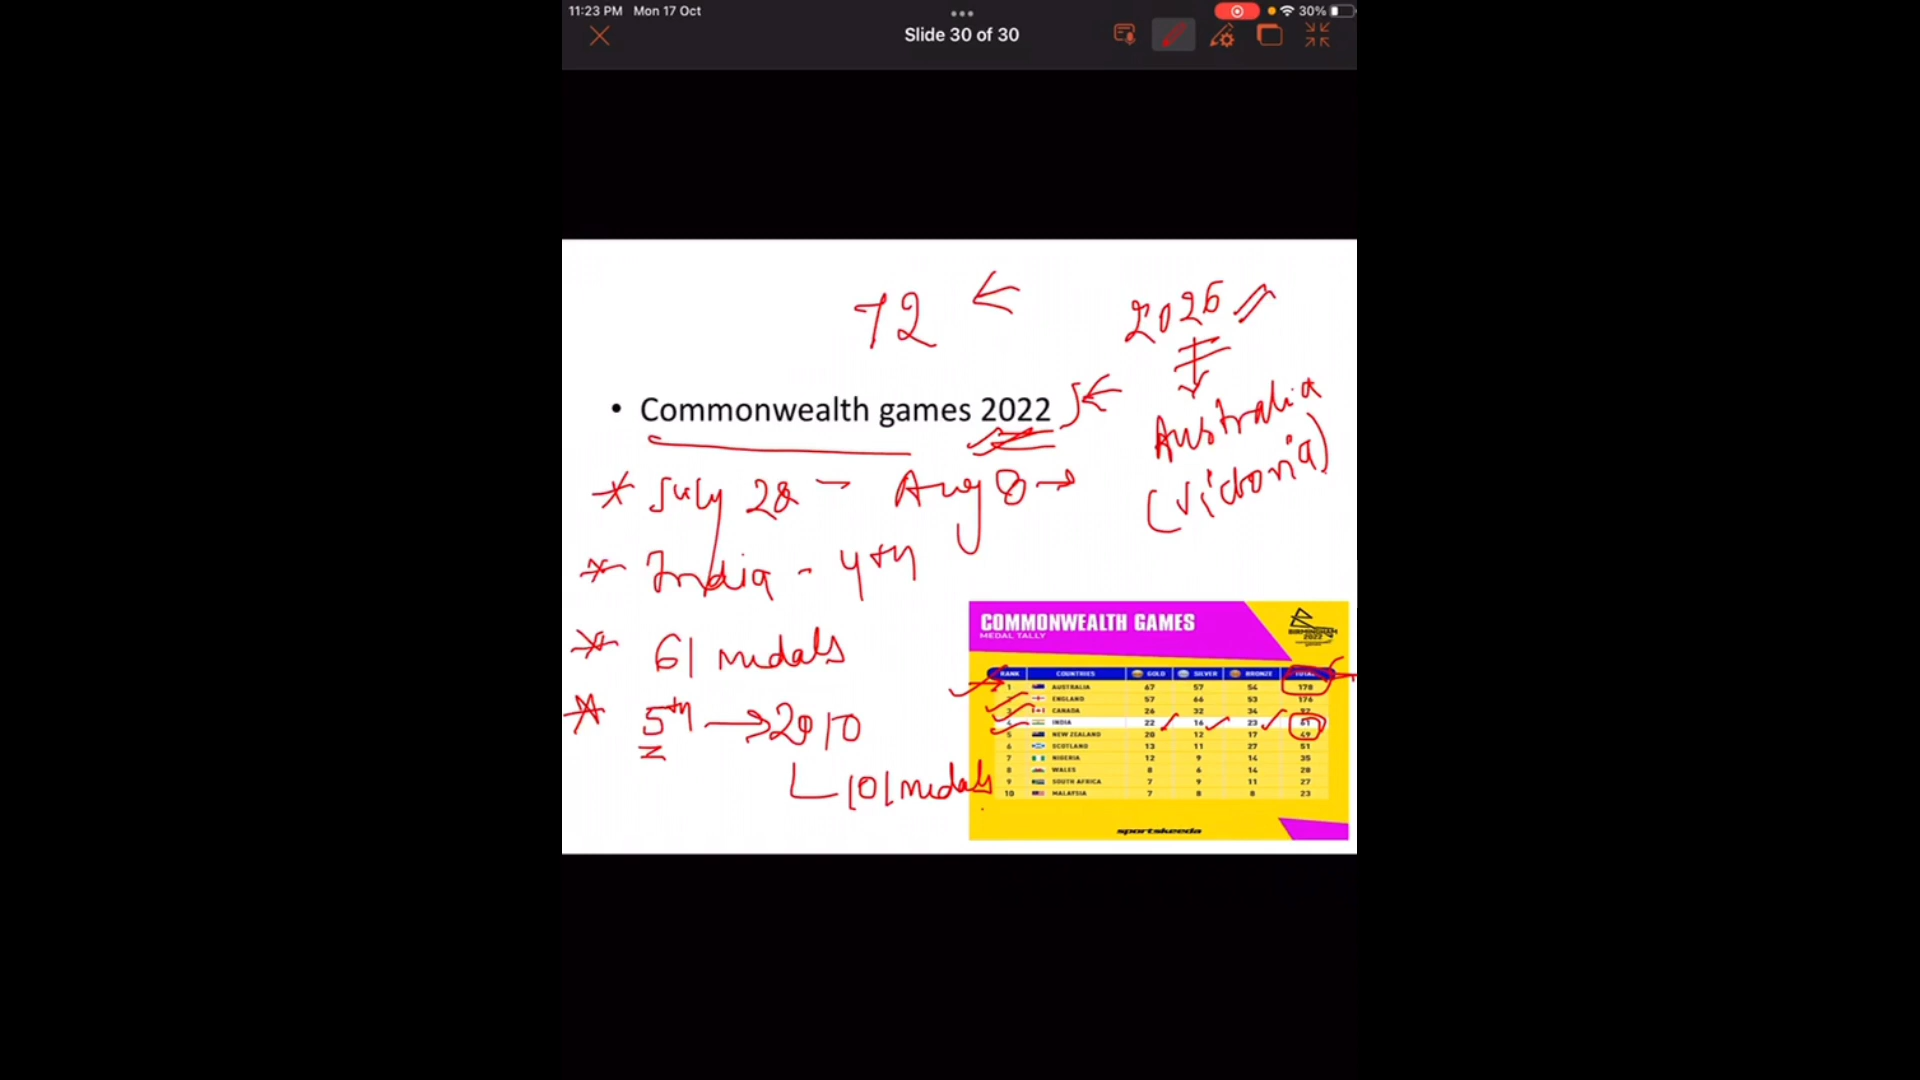 11:23 PM Mon 17 Oct
30%
Slide 30 of 30
72
2026
• Commonwealth games 2022
Australia
(Victoria)
July 28 - Aug 8
India - 4th
61 medals
5th → 2010
101 medals
COMMONWEALTH GAMES
MEDAL TALLY
BIRMINGHAM
2022
RANK COUNTRIES GOLD SILVER BRONZE TOTAL
1 AUSTRALIA 67 57 54 178
2 ENGLAND 57 66 53 176
3 CANADA 26 32 34 92
4 INDIA 22 16 23 61
5 NEW ZEALAND 20 12 17 49
6 SCOTLAND 13 11 27 51
7 NIGERIA 12 9 14 35
8 WALES 8 6 14 28
9 SOUTH AFRICA 7 9 11 27
10 MALAYSIA 7 8 8 23
sportskeeda